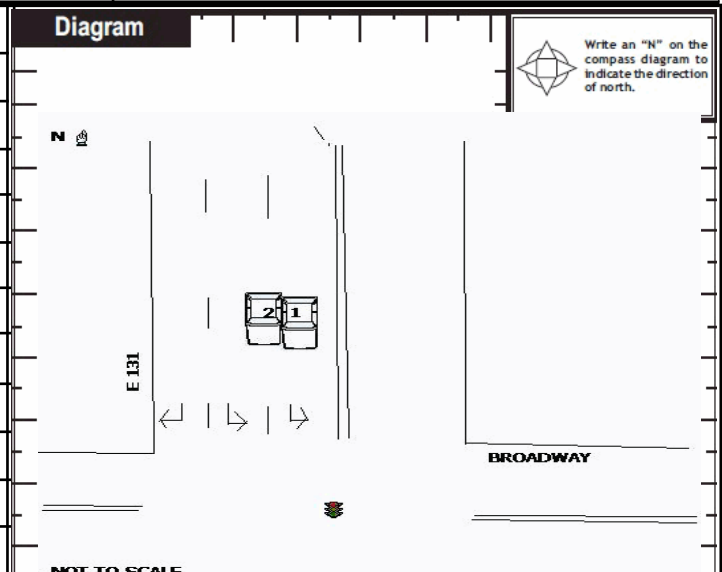 Diagram
Write an “N” on the
compass diagram to
indicate the direction
of north.
N
2 1
E 131
BROADWAY
NOT TO SCALE